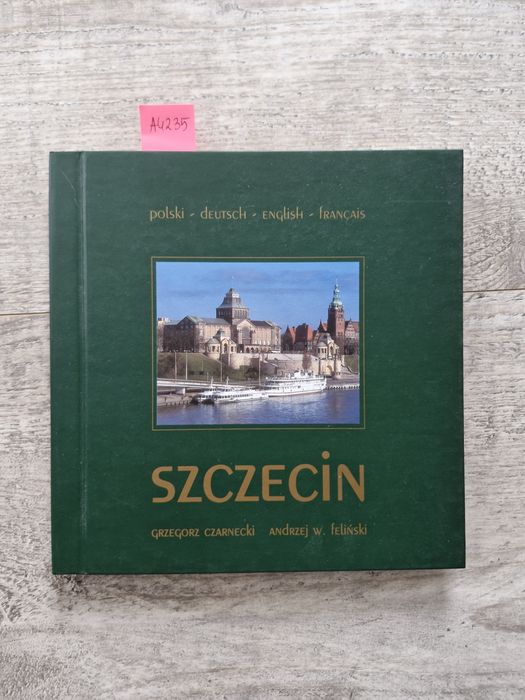 A4235
polski - deutsch - english - français
SZCZECIN
GRZEGORZ CZARNECKI ANDRZEJ W. FELIŃSKI